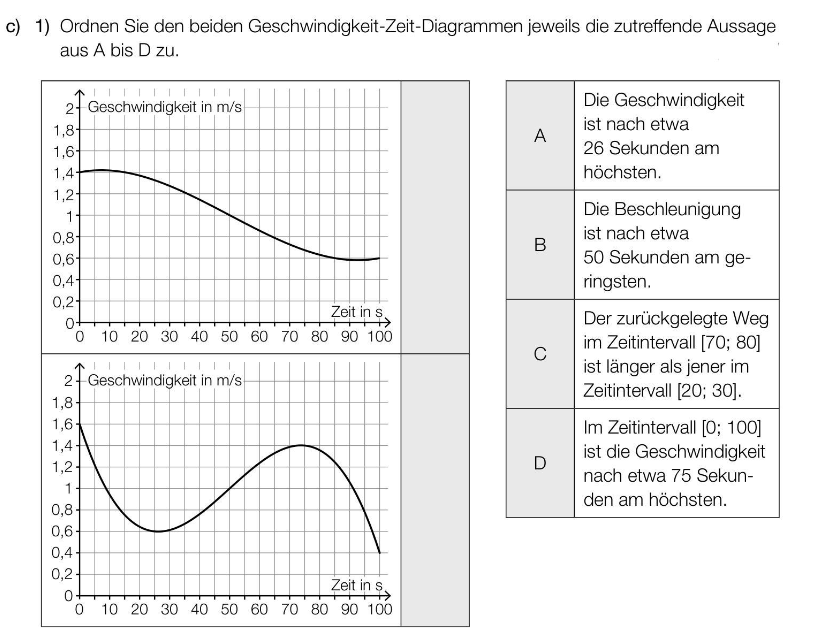 c) 1) Ordnen Sie den beiden Geschwindigkeit-Zeit-Diagrammen jeweils die zutreffende Aussage
aus A bis D zu.
Geschwindigkeit in m/s
2
1,8
1,6
1,4
1,2
1
0,8
0,6
0,4
0,2
0
Zeit in s
0 10 20 30 40 50 60 70 80 90 100
Geschwindigkeit in m/s
2
1,8
1,6
1,4
1,2
1
0,8
0,6
0,4
0,2
0
Zeit in s
0 10 20 30 40 50 60 70 80 90 100
A
Die Geschwindigkeit
ist nach etwa
26 Sekunden am
höchsten.
B
Die Beschleunigung
ist nach etwa
50 Sekunden am ge-
ringsten.
C
Der zurückgelegte Weg
im Zeitintervall [70; 80]
ist länger als jener im
Zeitintervall [20; 30].
D
Im Zeitintervall [0; 100]
ist die Geschwindigkeit
nach etwa 75 Sekun-
den am höchsten.